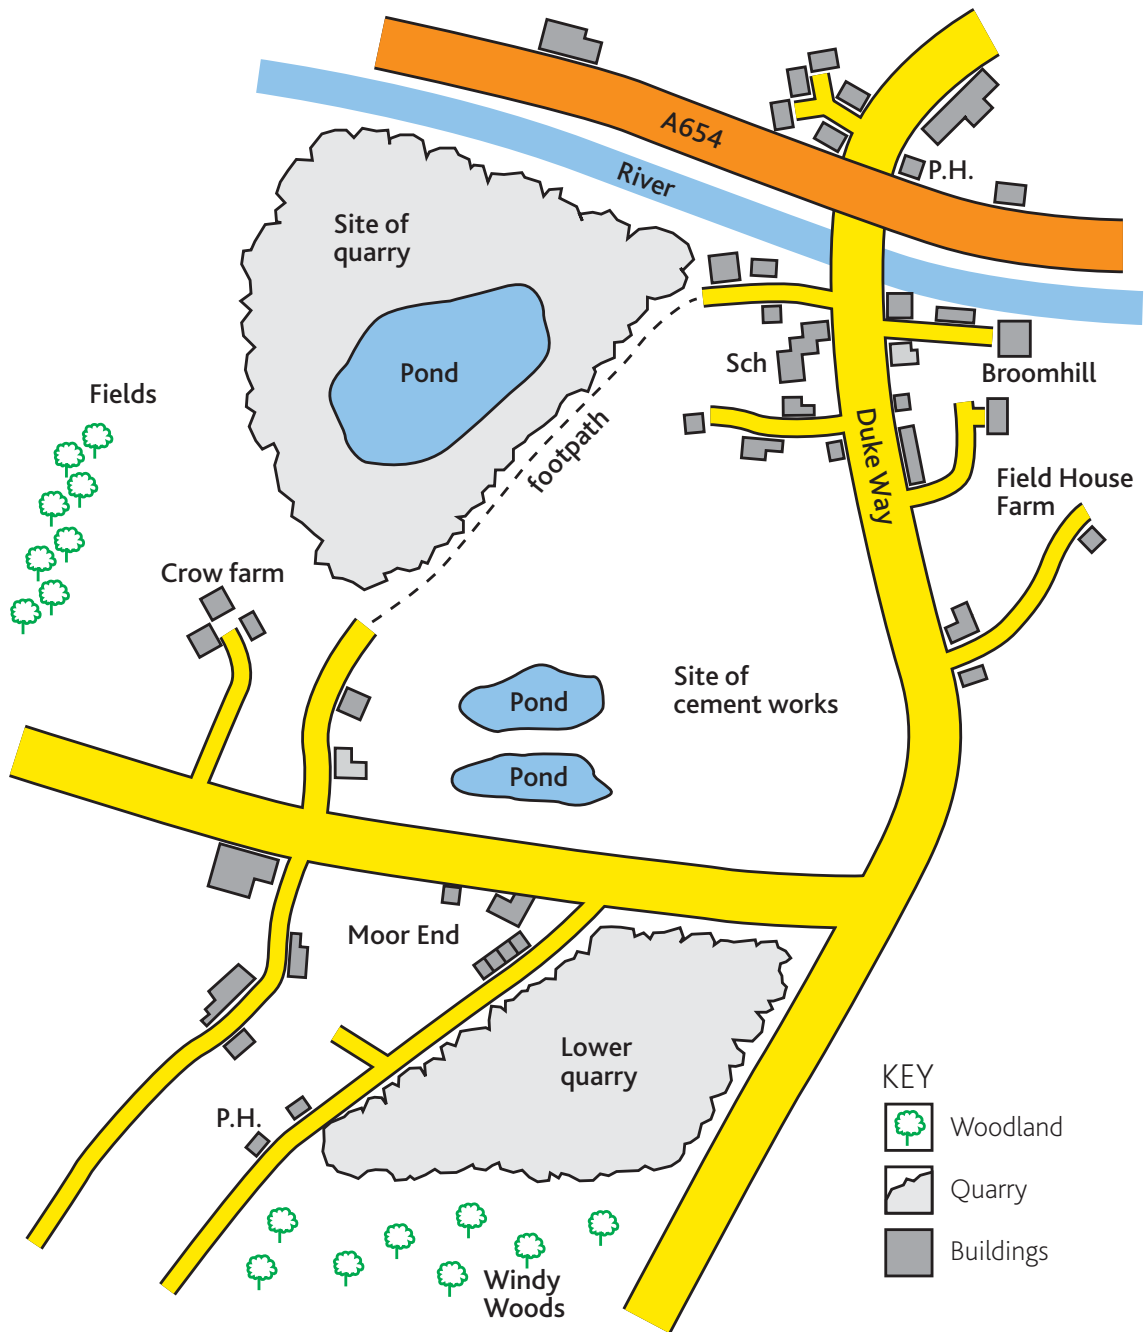 A654
P.H.
River
Site of
quarry
Pond
Sch
Broomhill
Fields
footpath
Duke Way
Field House
Farm
Crow farm
Site of
cement works
Pond
Pond
Moor End
Lower
quarry
P.H.
Windy
Woods
KEY
Woodland
Quarry
Buildings